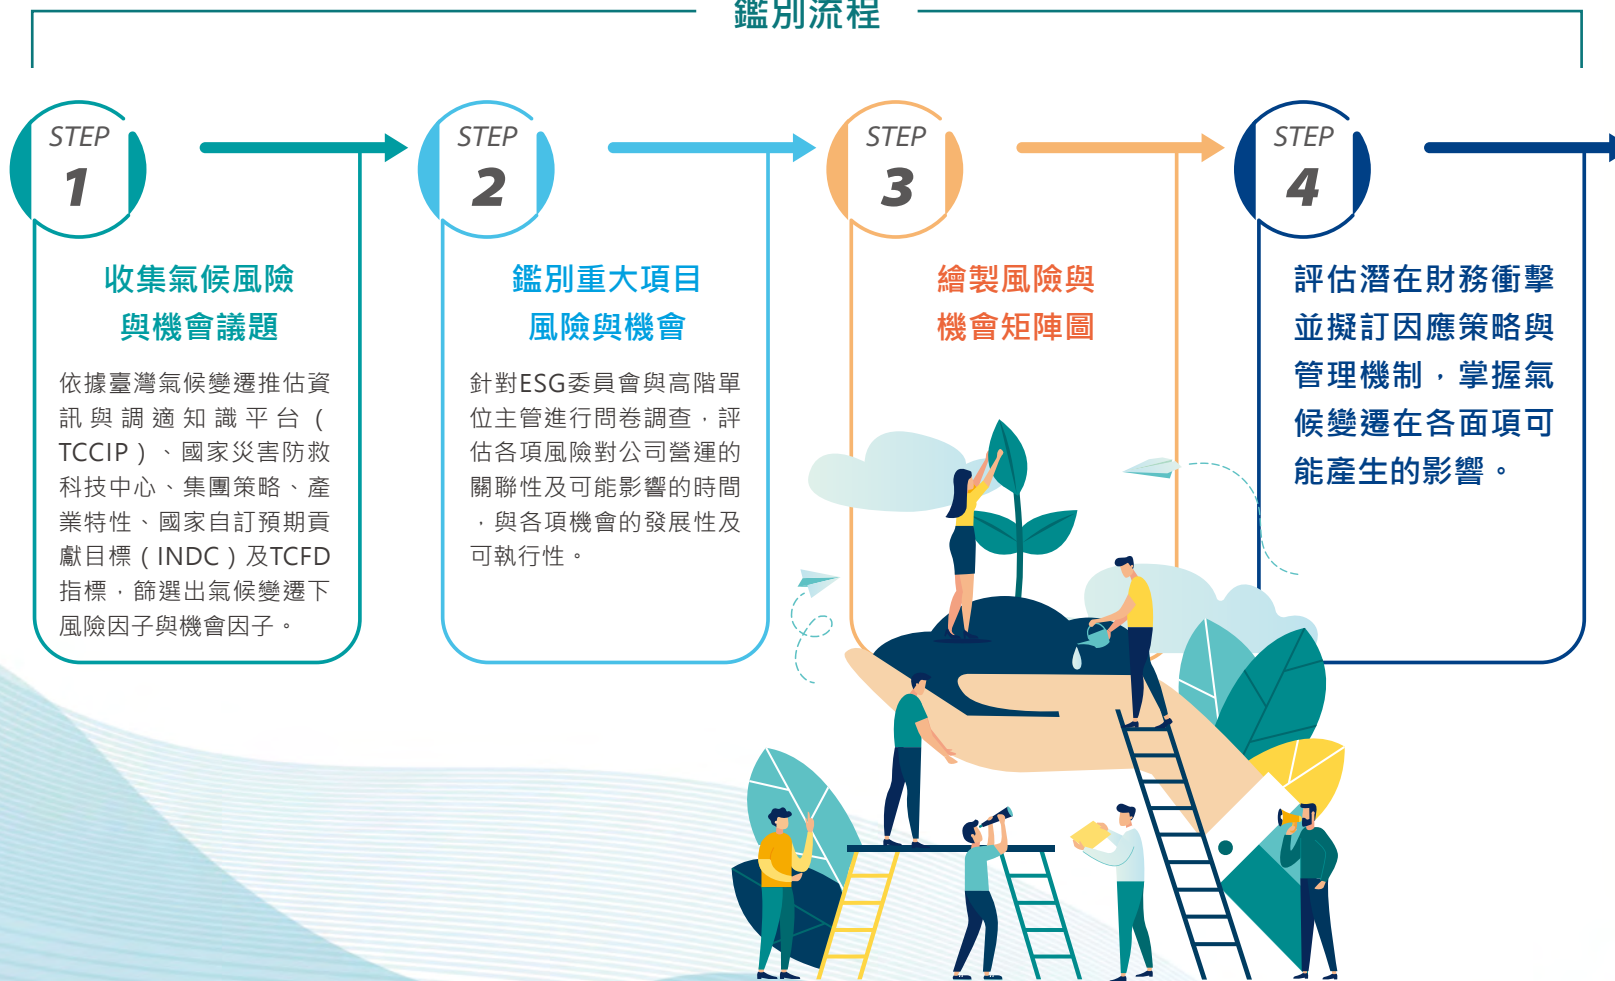 鑑別流程
STEP
1
收集氣候風險
與機會議題
依據臺灣氣候變遷推估資
訊與調適知識平台（
TCCIP）、國家災害防救
科技中心、集團策略、產
業特性、國家自訂預期貢
獻目標（INDC）及TCFD
指標，篩選出氣候變遷下
風險因子與機會因子。
STEP
2
鑑別重大項目
風險與機會
針對ESG委員會與高階單
位主管進行問卷調查，評
估各項風險對公司營運的
關聯性及可能影響的時間
，與各項機會的發展性及
可執行性。
STEP
3
繪製風險與
機會矩陣圖
STEP
4
評估潛在財務衝擊
並擬訂因應策略與
管理機制，掌握氣
候變遷在各面項可
能產生的影響。